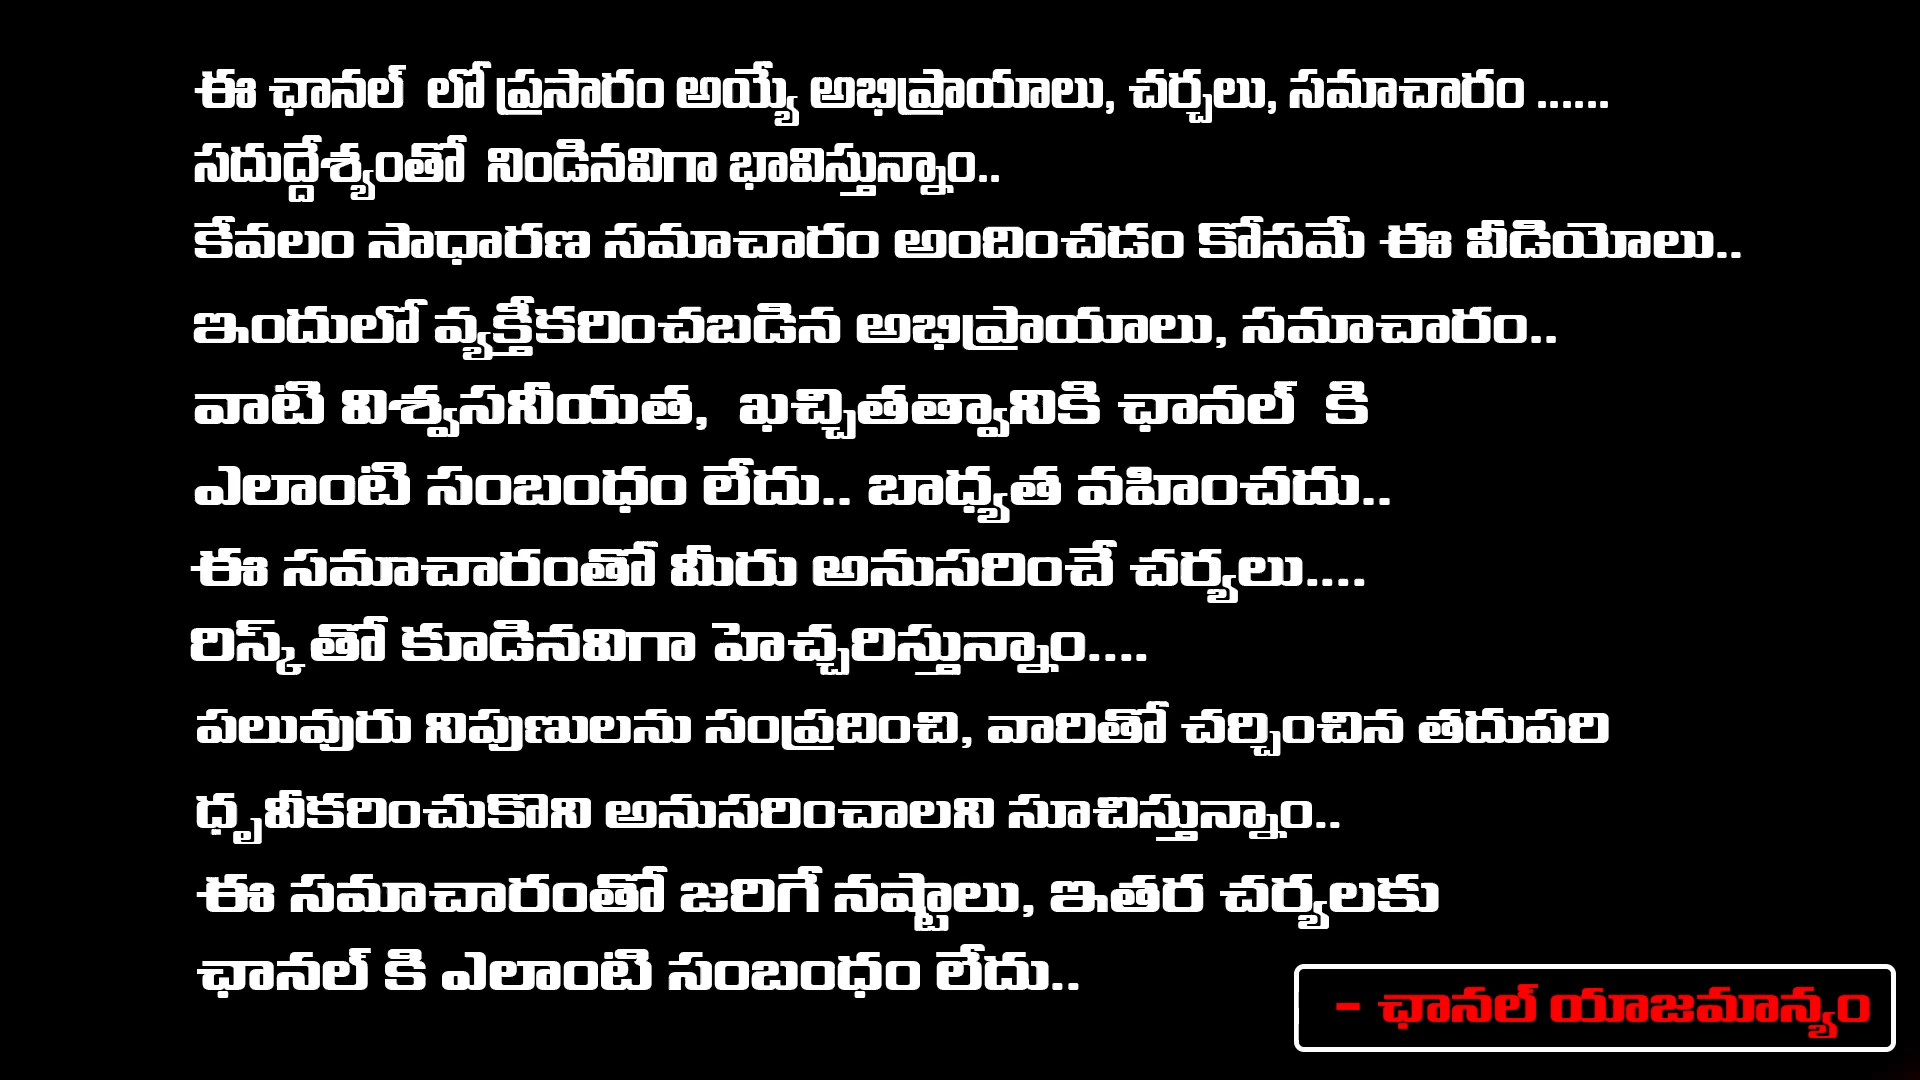 ఈ ఛానల్ లో ప్రసారం అయ్యే అభిప్రాయాలు, చర్చలు, సమాచారం ......
సదుద్దేశ్యంతో నిండినవిగా భావిస్తున్నాం..
కేవలం సాధారణ సమాచారం అందించడం కోసమే ఈ వీడియోలు..
ఇందులో వ్యక్తీకరించబడిన అభిప్రాయాలు, సమాచారం..
వాటి విశ్వసనీయత, ఖచ్చితత్వానికి ఛానల్ కి
ఎలాంటి సంబంధం లేదు.. బాధ్యత వహించదు..
ఈ సమాచారంతో మీరు అనుసరించే చర్యలు....
రిస్క్ తో కూడినవిగా హెచ్చరిస్తున్నాం....
పలువురు నిపుణులను సంప్రదించి, వారితో చర్చించిన తదుపరి
ధృవీకరించుకొని అనుసరించాలని సూచిస్తున్నాం..
ఈ సమాచారంతో జరిగే నష్టాలు, ఇతర చర్యలకు
ఛానల్ కి ఎలాంటి సంబంధం లేదు..
- ఛానల్ యాజమాన్యం